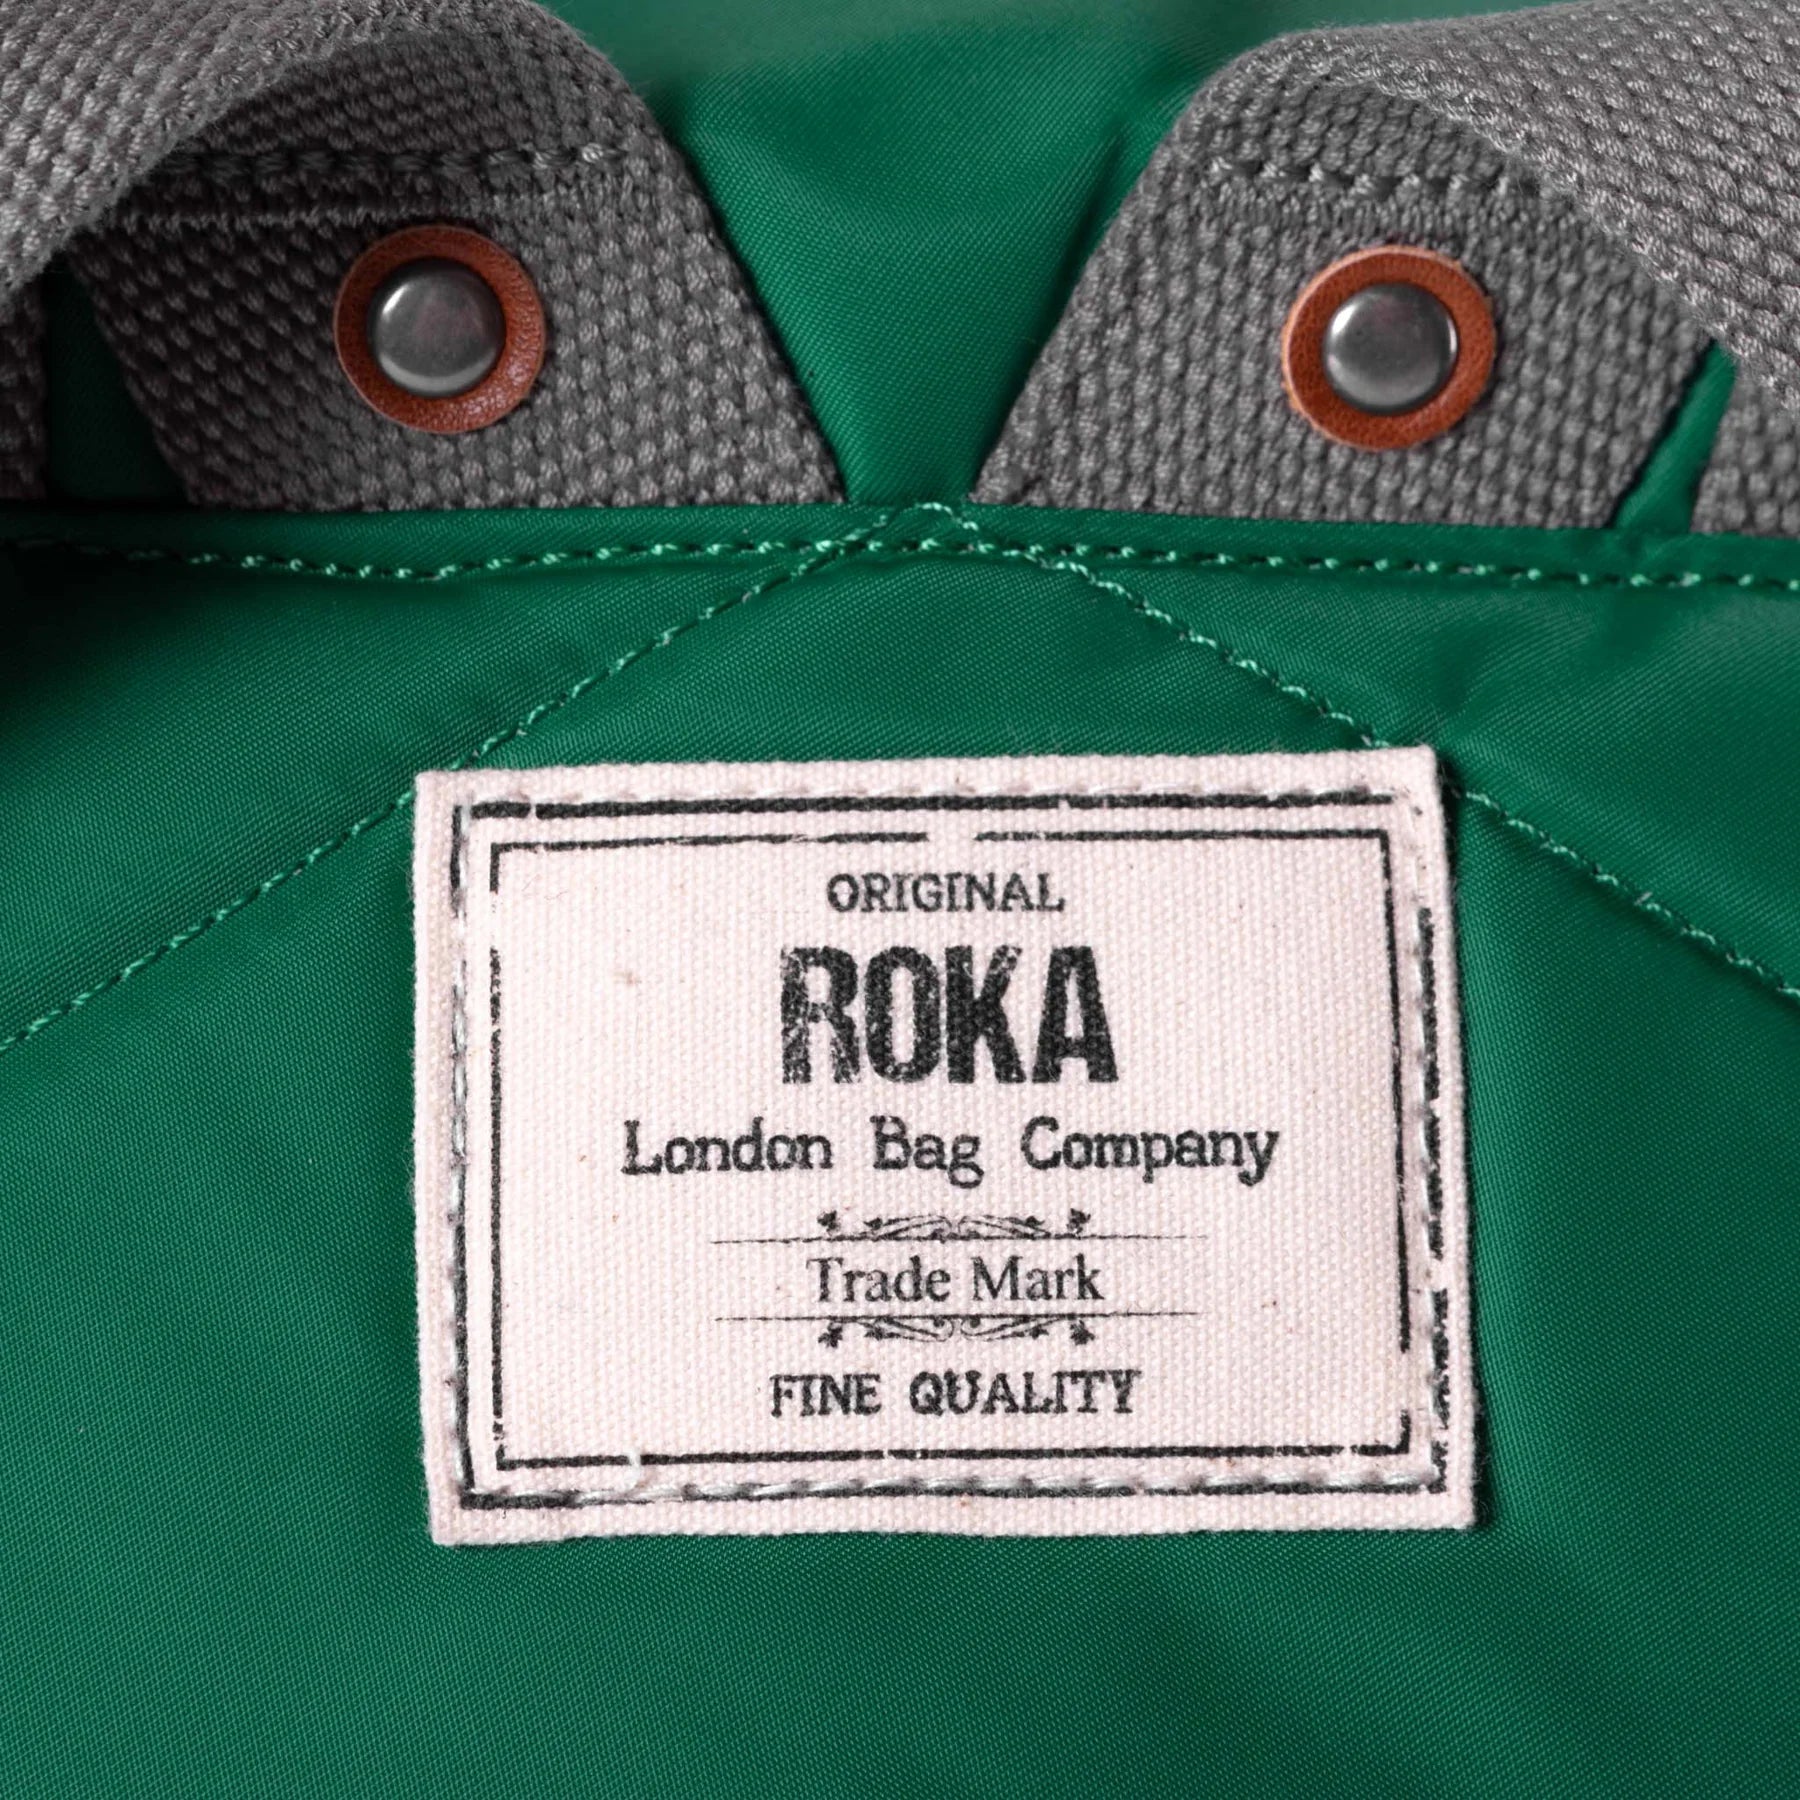 ORIGINAL
ROKA
London Bag Company
Trade Mark
FINE QUALITY